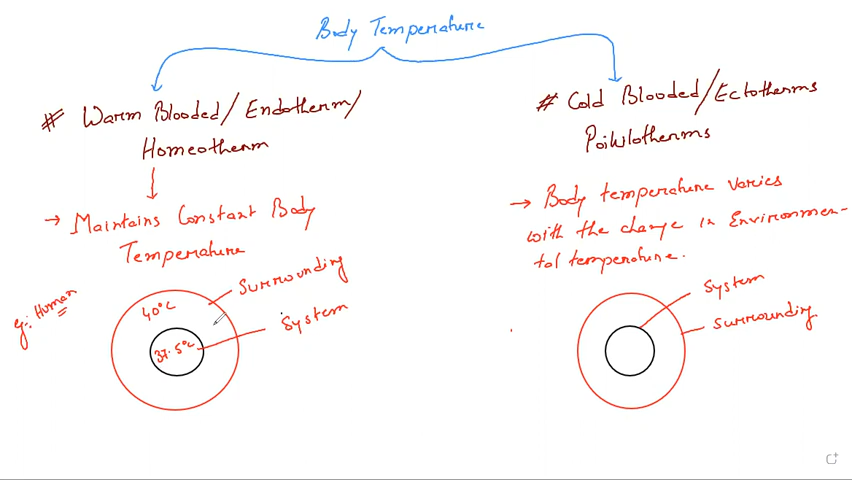 Body Temperature
# Warm Blooded/Endotherm/
Homeotherm
→ Maintains Constant Body
Temperature
Surrounding
System
40°C
37.5°C
eg: Human
# Cold Blooded/Ectotherms
Poikilotherms
→ Body temperature varies
with the change in Environmen-
tal temperature.
System
Surrounding